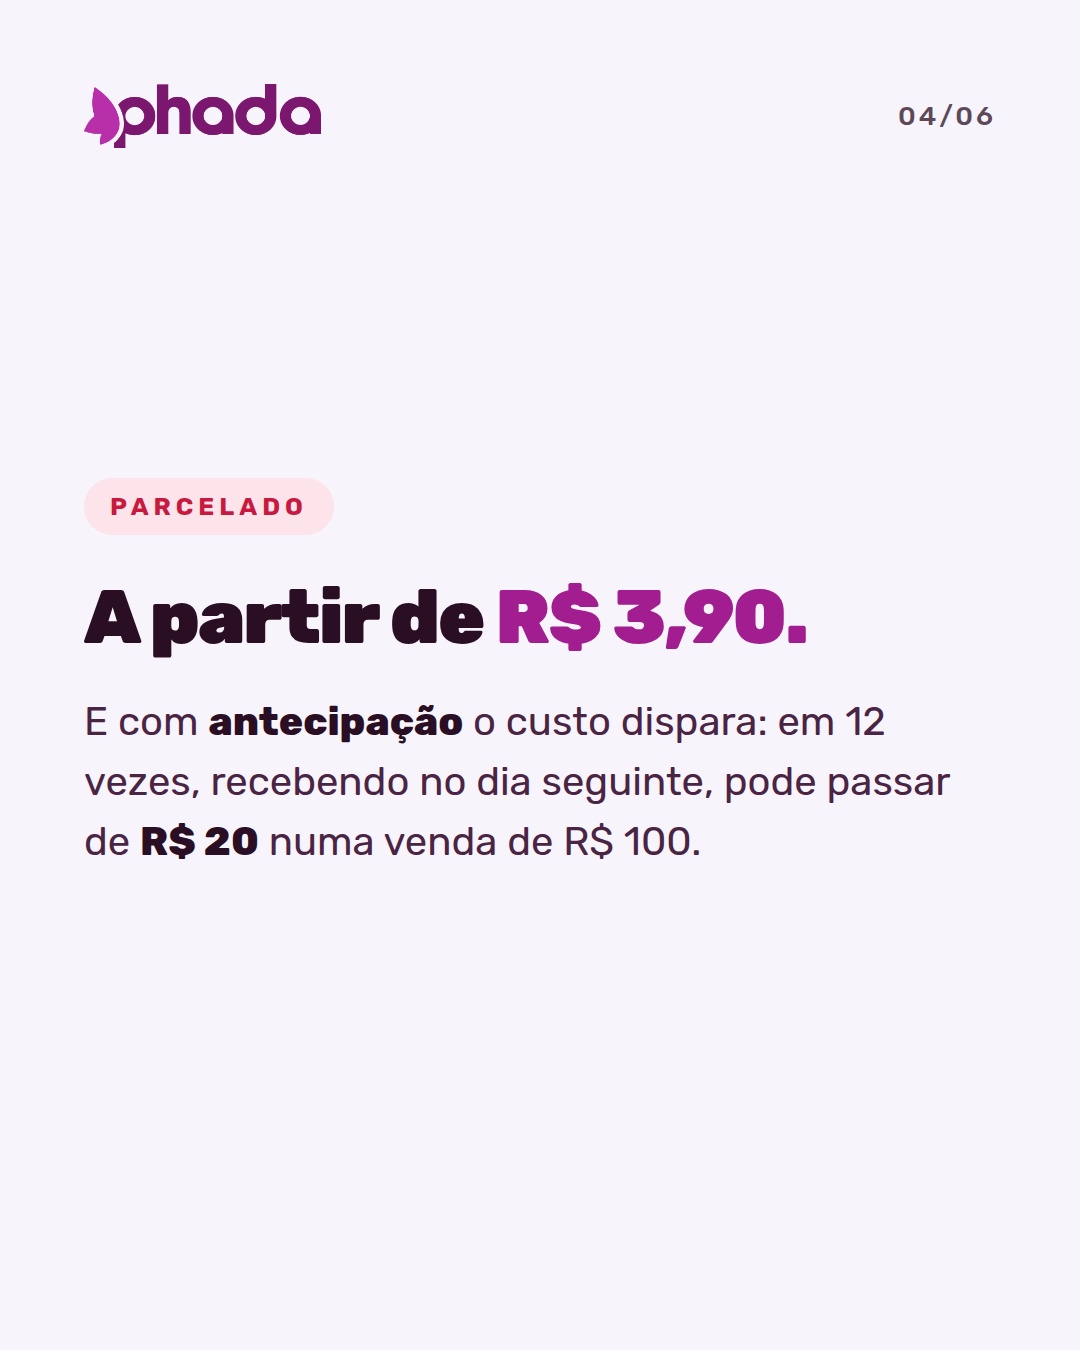 phada
04/06
PARCELADO
A partir de R$ 3,90.
E com antecipação o custo dispara: em 12
vezes, recebendo no dia seguinte, pode passar
de R$ 20 numa venda de R$ 100.